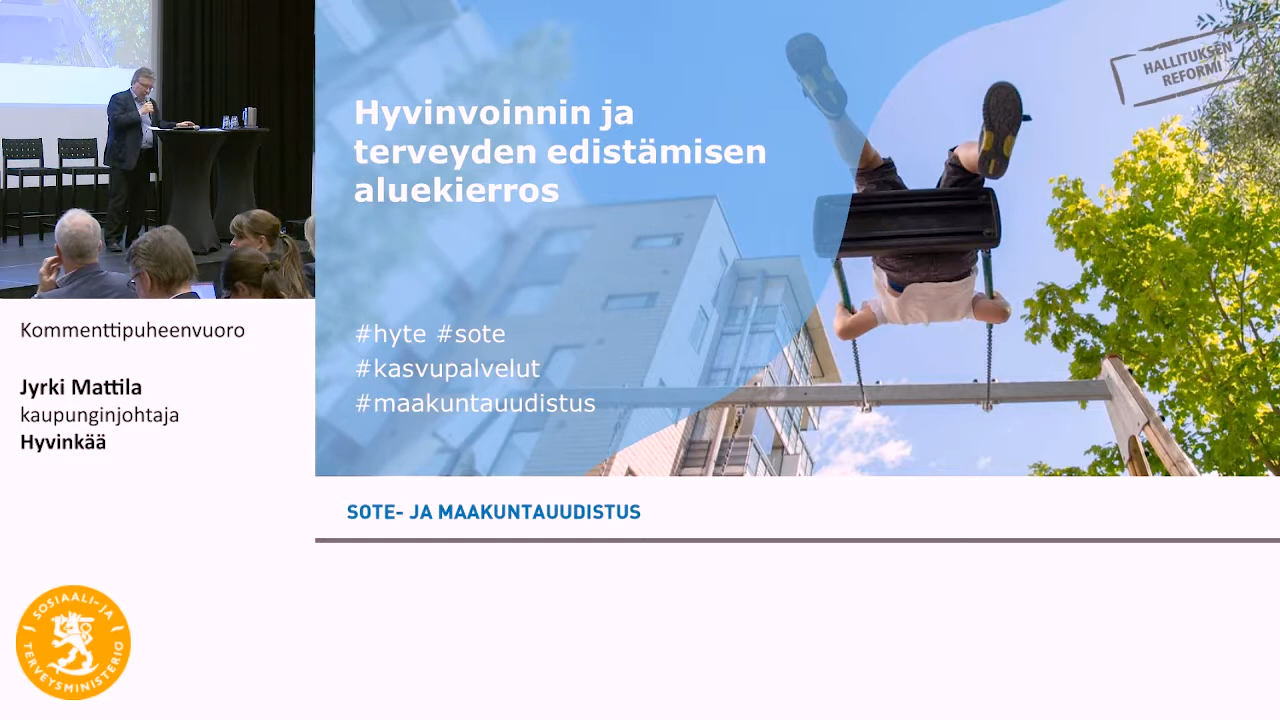 Kommenttipuheenvuoro
Jyrki Mattila
kaupunginjohtaja
Hyvinkää
Hyvinvoinnin ja
terveyden edistämisen
aluekierros
#hyte #sote
#kasvupalvelut
#maakuntauudistus
HALLITUKSEN
REFORMI
SOTE- JA MAAKUNTAUUDISTUS
SOSIAALI- JA
TERVEYSMINISTERIÖ